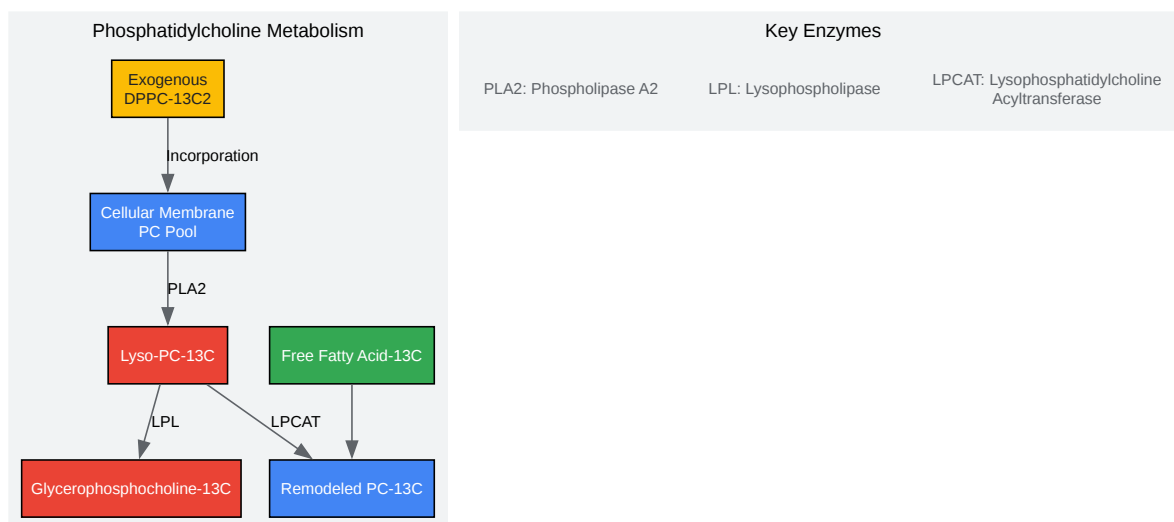 Phosphatidylcholine Metabolism
Exogenous
DPPC-13C2
Incorporation
Cellular Membrane
PC Pool
PLA2
Lyso-PC-13C
Free Fatty Acid-13C
LPL
LPCAT
Glycerophosphocholine-13C
Remodeled PC-13C
Key Enzymes
PLA2: Phospholipase A2
LPL: Lysophospholipase
LPCAT: Lysophosphatidylcholine
Acyltransferase